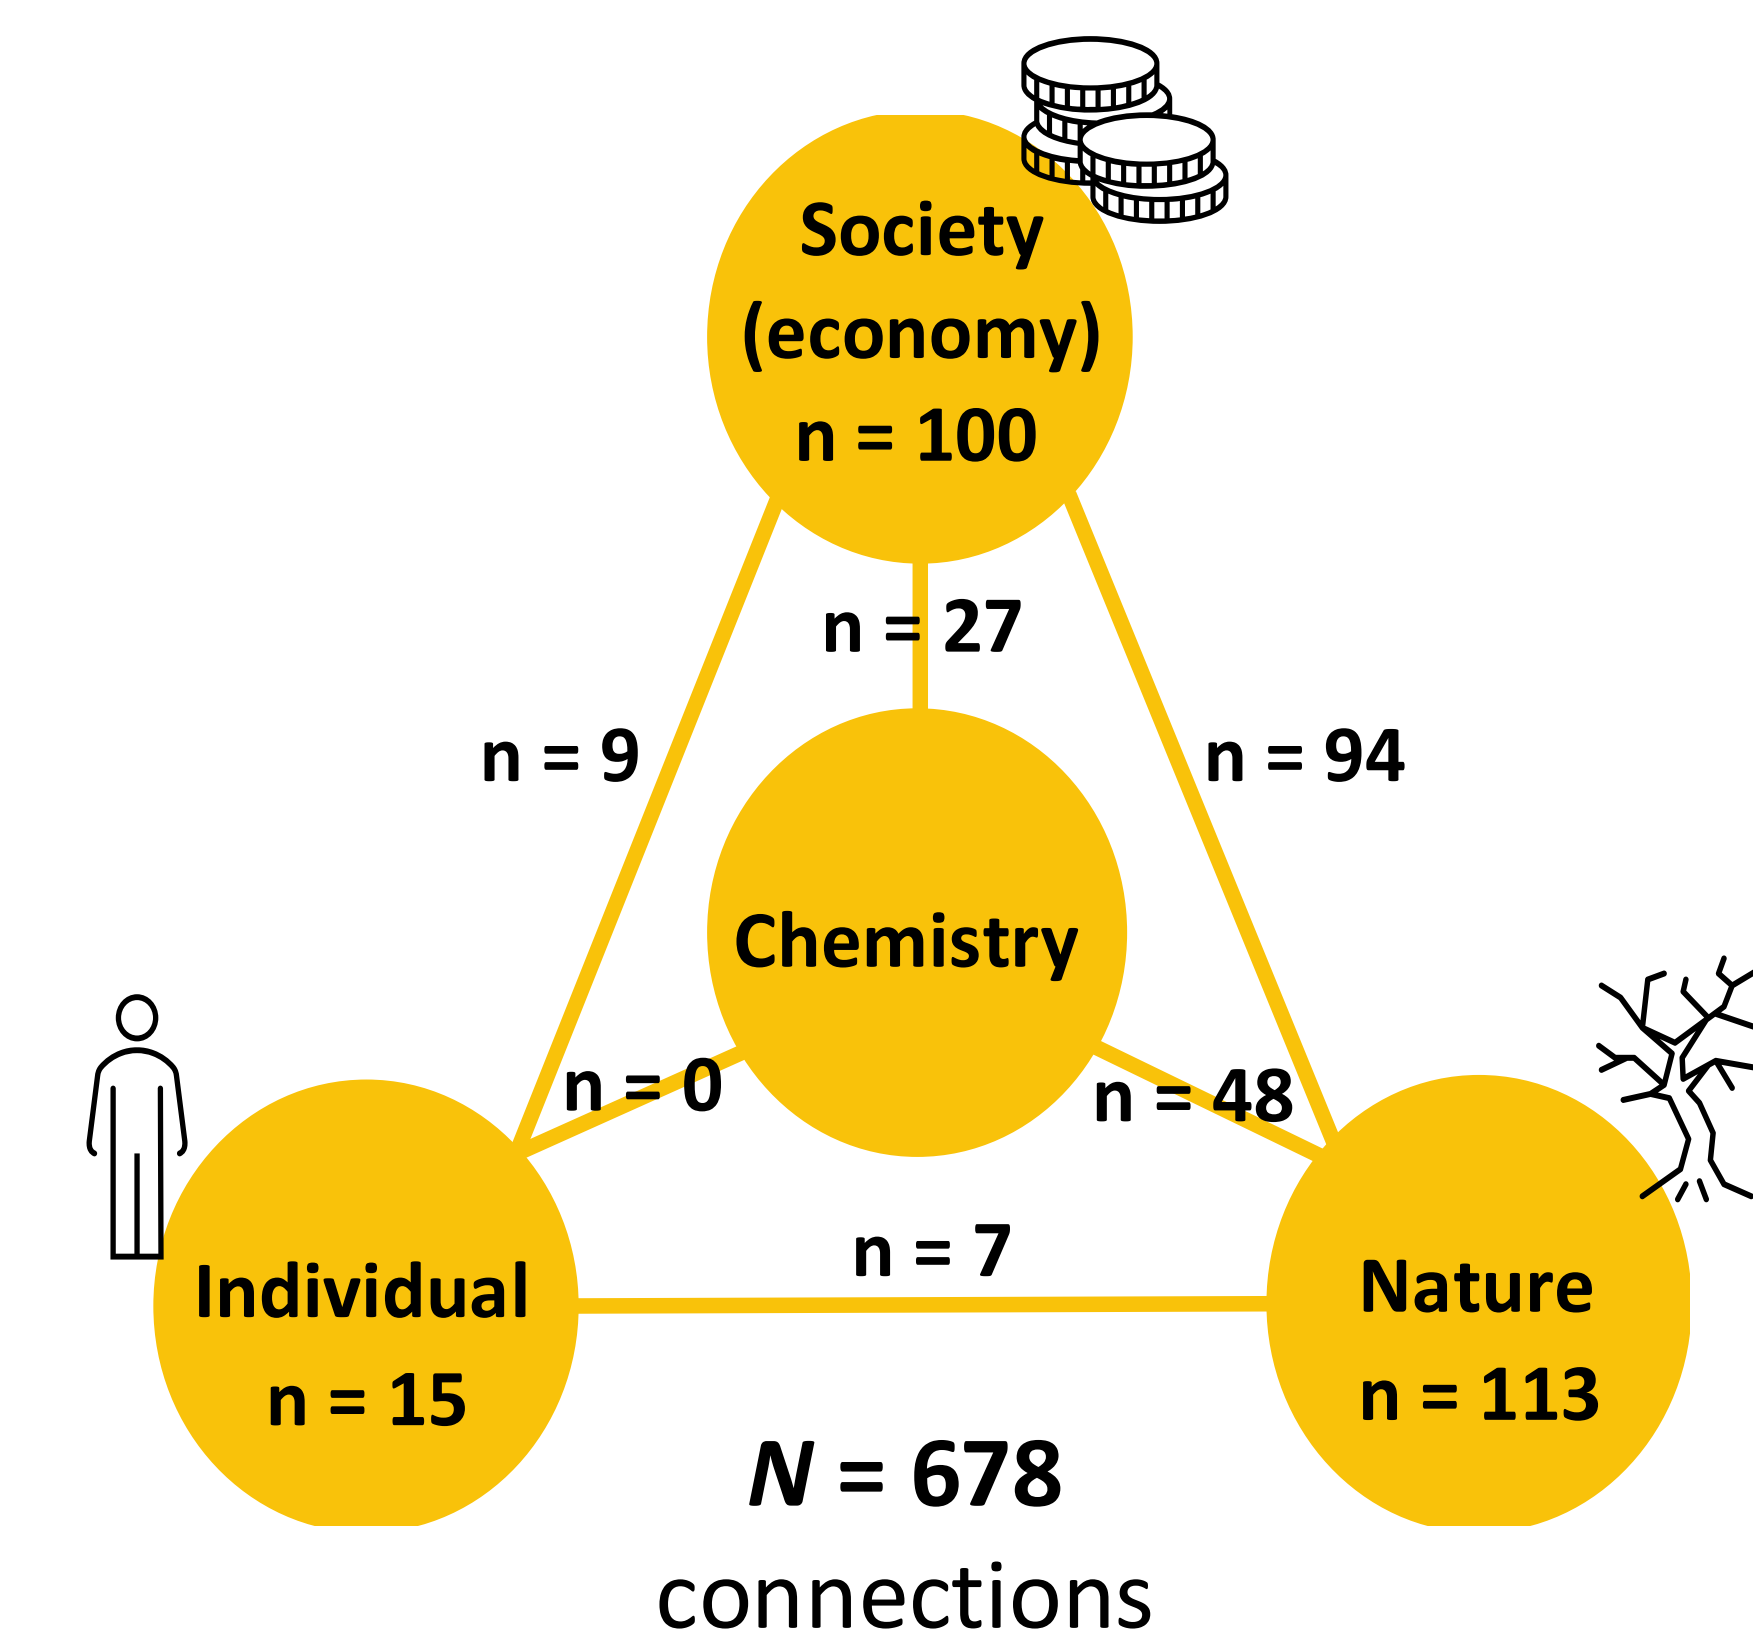 Society
(economy)
n = 100
n = 27
n = 9
n = 94
Chemistry
n = 0
n = 48
n = 7
Individual
n = 15
Nature
n = 113
N = 678
connections